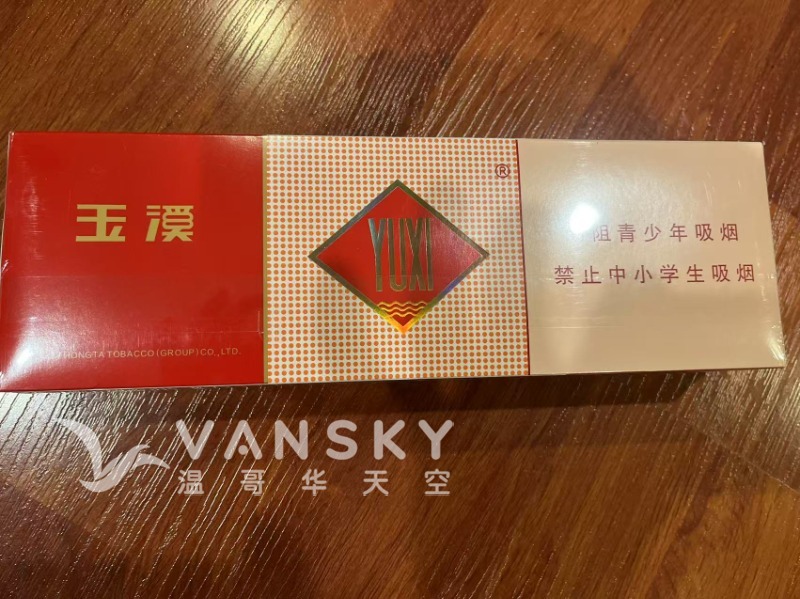 玉溪
HONGTA TOBACCO (GROUP) CO., LTD.
YUXI
®
阻青少年吸烟
禁止中小学生吸烟
VANSKY
温哥华天空